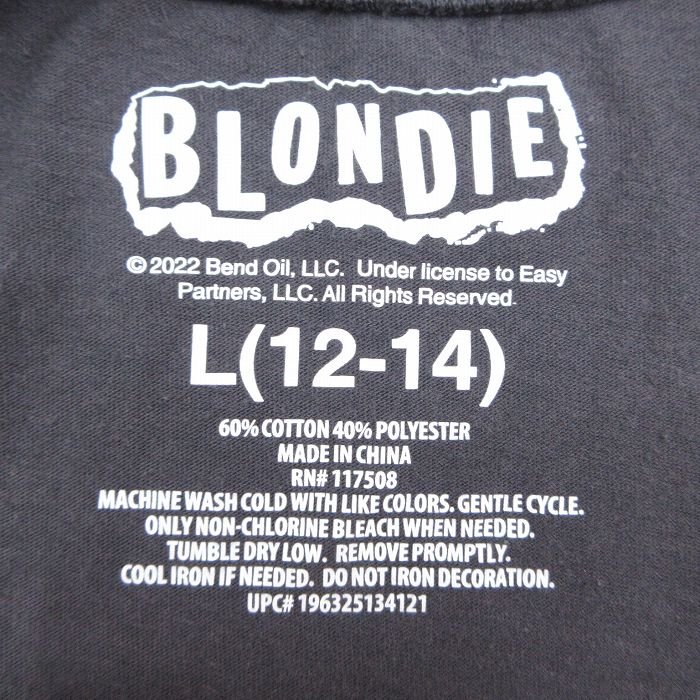 BLONDIE
© 2022 Bend Oil, LLC. Under license to Easy
Partners, LLC. All Rights Reserved.
L(12-14)
60% COTTON 40% POLYESTER
MADE IN CHINA
RN# 117508
MACHINE WASH COLD WITH LIKE COLORS. GENTLE CYCLE.
ONLY NON-CHLORINE BLEACH WHEN NEEDED.
TUMBLE DRY LOW. REMOVE PROMPTLY.
COOL IRON IF NEEDED. DO NOT IRON DECORATION.
UPC# 196325134121